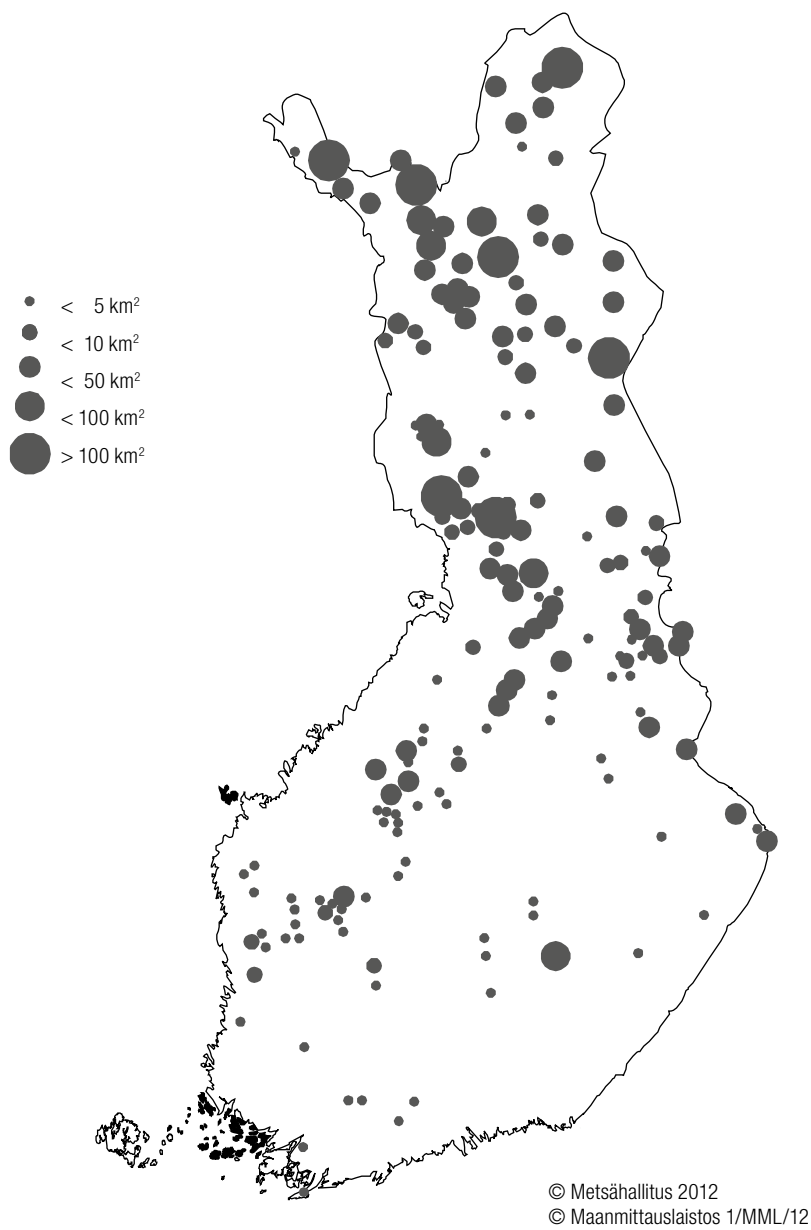 < 5 km²
< 10 km²
< 50 km²
< 100 km²
> 100 km²
© Metsähallitus 2012
© Maanmittauslaistos 1/MML/12